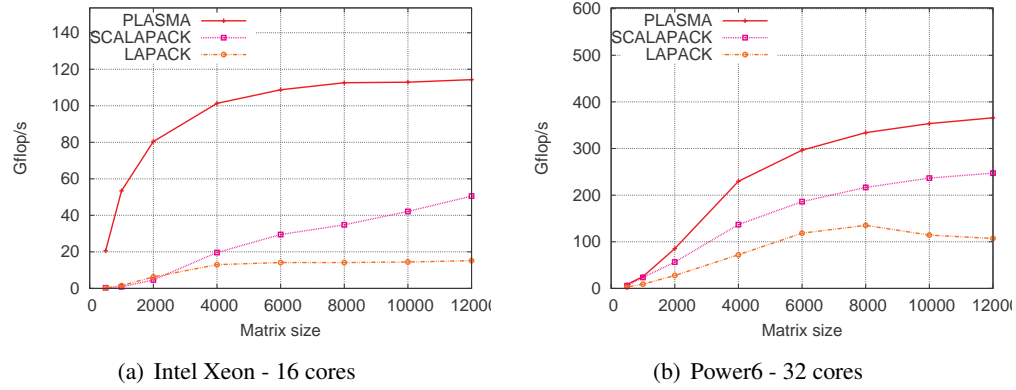 PLASMA
SCALAPACK
LAPACK
140
120
100
80
60
40
20
0
Gflop/s
0 2000 4000 6000 8000 10000 12000
Matrix size
(a) Intel Xeon - 16 cores
PLASMA
SCALAPACK
LAPACK
600
500
400
300
200
100
0
Gflop/s
0 2000 4000 6000 8000 10000 12000
Matrix size
(b) Power6 - 32 cores